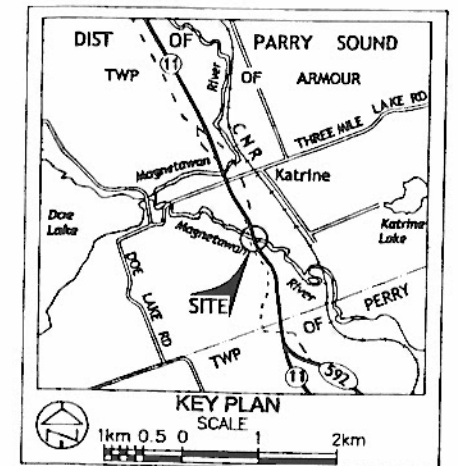 DIST OF PARRY SOUND
11
TWP OF ARMOUR
River
CNR
THREE MILE LAKE RD
Magnetawan
Katrine
Doe
Lake
Magnetawan
Katrine
Lake
DOE LAKE RD
River
SITE
TWP OF PERRY
11
592
KEY PLAN
SCALE
1km 0.5 0 1 2km